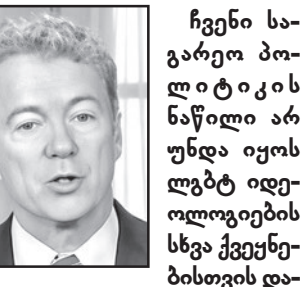 ჩვენი სა-
გარეო პო-
ლიტიკის
ნაწილი არ
უნდა იყოს
ლგბტ იდე-
ოლოგიების
სხვა ქვეყნე-
ბისთვის და-